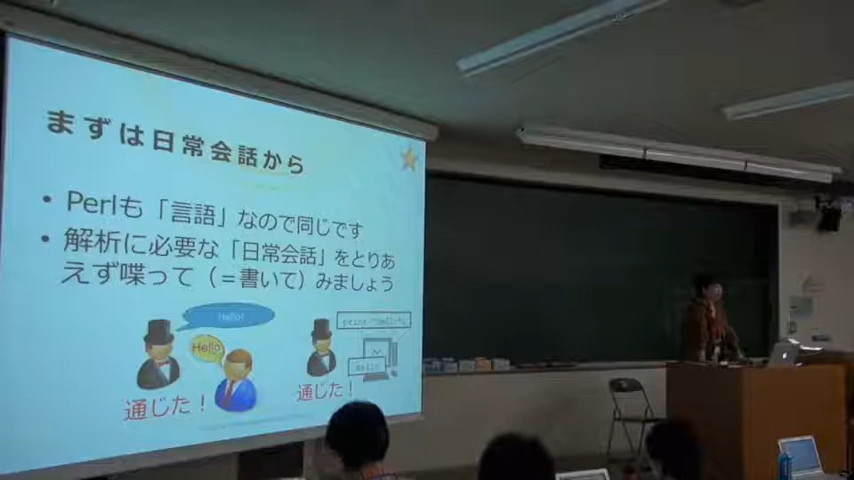 まずは日常会話から
• Perlも「言語」なので同じです
• 解析に必要な「日常会話」をとりあ
えず喋って（=書いて）みましょう
Hello!
Hello
通じた！
通じた！